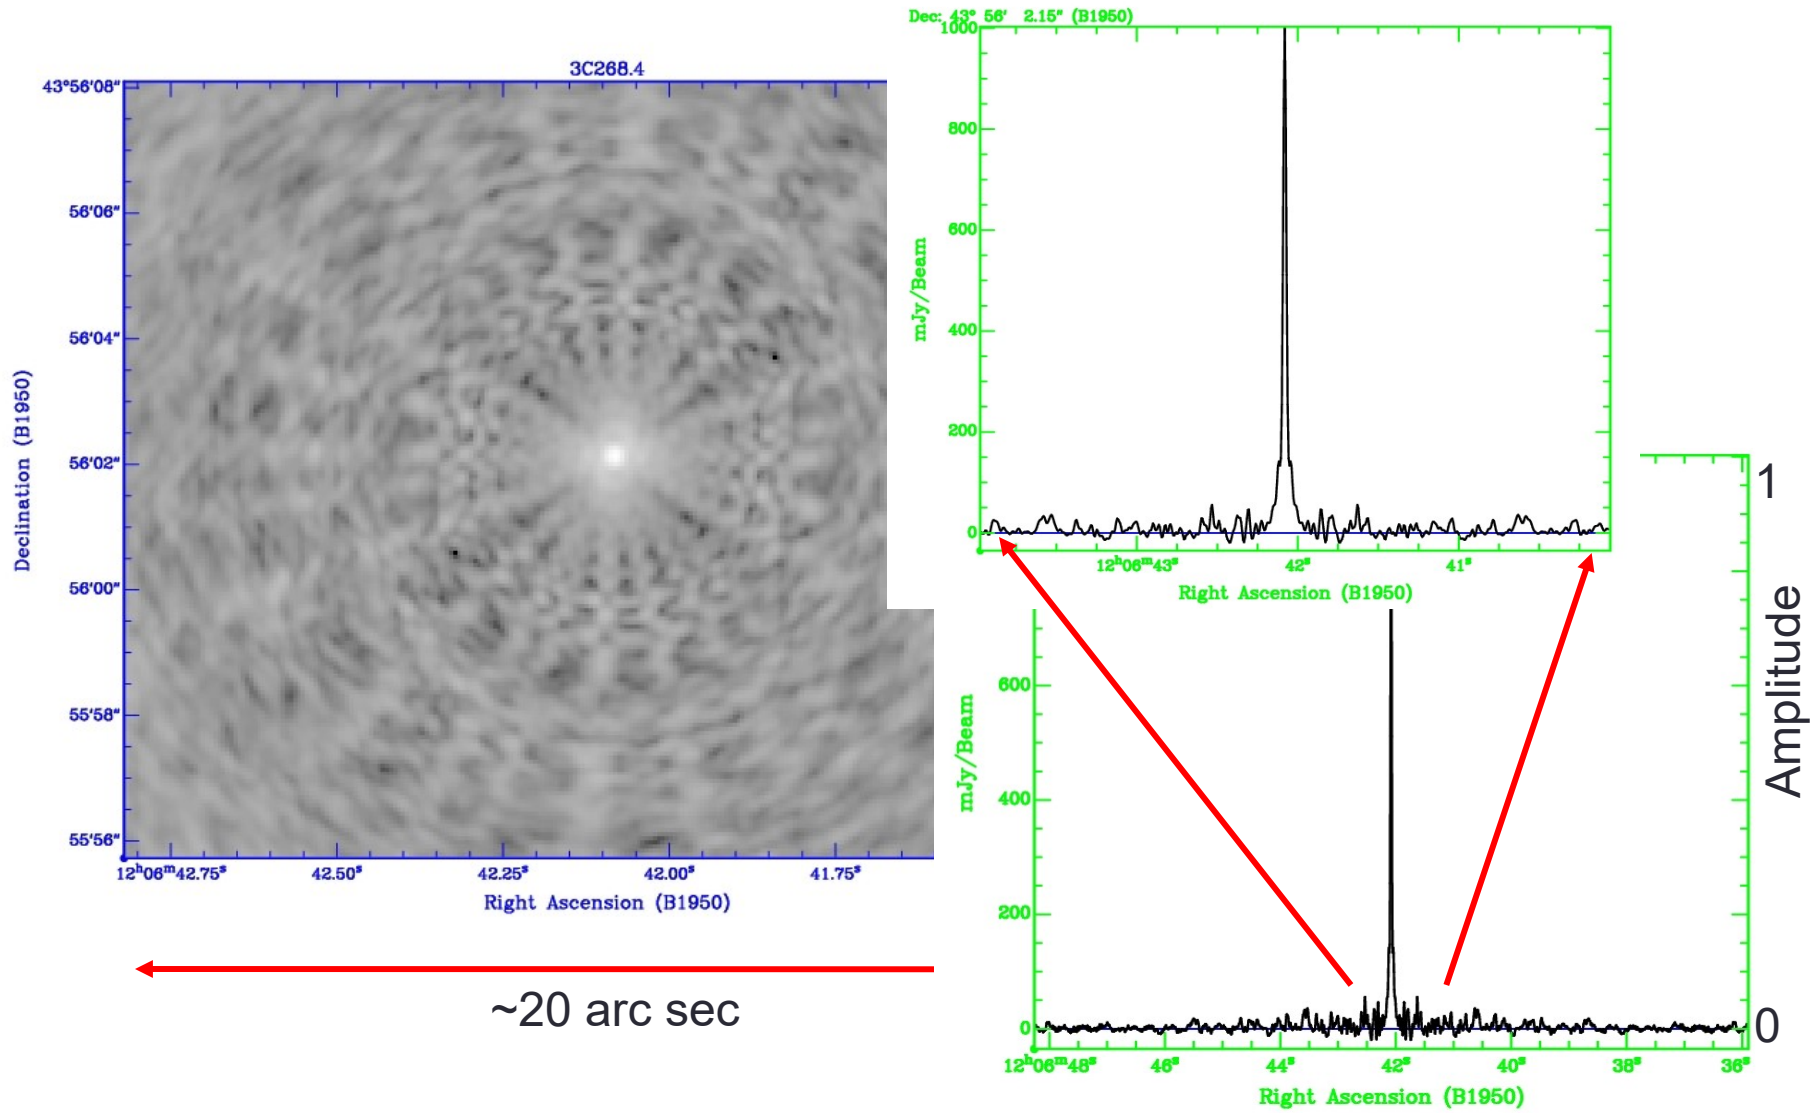 3C268.4
43°56'08"
56'06"
56'04"
56'02"
56'00"
55'58"
55'56"
Declination (B1950)
12ʰ06ᵐ42.75ˢ 42.50ˢ 42.25ˢ 42.00ˢ 41.75ˢ
Right Ascension (B1950)
~20 arc sec
Dec: 43° 56' 2.15" (B1950)
1000
800
600
400
200
0
mJy/Beam
12ʰ06ᵐ43ˢ 42ˢ 41ˢ
Right Ascension (B1950)
600
400
200
0
mJy/Beam
12ʰ06ᵐ48ˢ 46ˢ 44ˢ 42ˢ 40ˢ 38ˢ 36ˢ
Right Ascension (B1950)
1
Amplitude
0